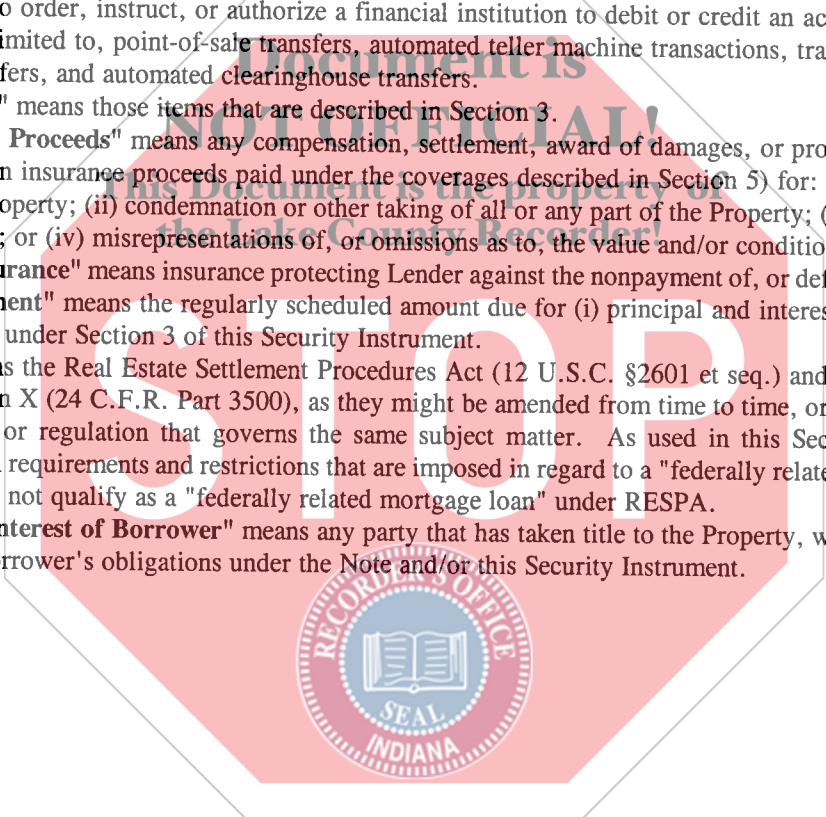 o order, instruct, or authorize a financial institution to debit or credit an ac
imited to, point-of-sale transfers, automated teller machine transactions, tra
fers, and automated clearinghouse transfers.
" means those items that are described in Section 3.
Proceeds" means any compensation, settlement, award of damages, or pro
n insurance proceeds paid under the coverages described in Section 5) for:
operty; (ii) condemnation or other taking of all or any part of the Property; (
; or (iv) misrepresentations of, or omissions as to, the value and/or conditio
urance" means insurance protecting Lender against the nonpayment of, or def
nent" means the regularly scheduled amount due for (i) principal and interes
under Section 3 of this Security Instrument.
s the Real Estate Settlement Procedures Act (12 U.S.C. §2601 et seq.) and
n X (24 C.F.R. Part 3500), as they might be amended from time to time, or
or regulation that governs the same subject matter. As used in this Sec
requirements and restrictions that are imposed in regard to a "federally relate
not qualify as a "federally related mortgage loan" under RESPA.
nterest of Borrower" means any party that has taken title to the Property, w
orrower's obligations under the Note and/or this Security Instrument.
Document is
NOT OFFICIAL!
This Document is the property of
the Lake County Recorder!
STOP
RECORDER'S OFFICE
SEAL
INDIANA